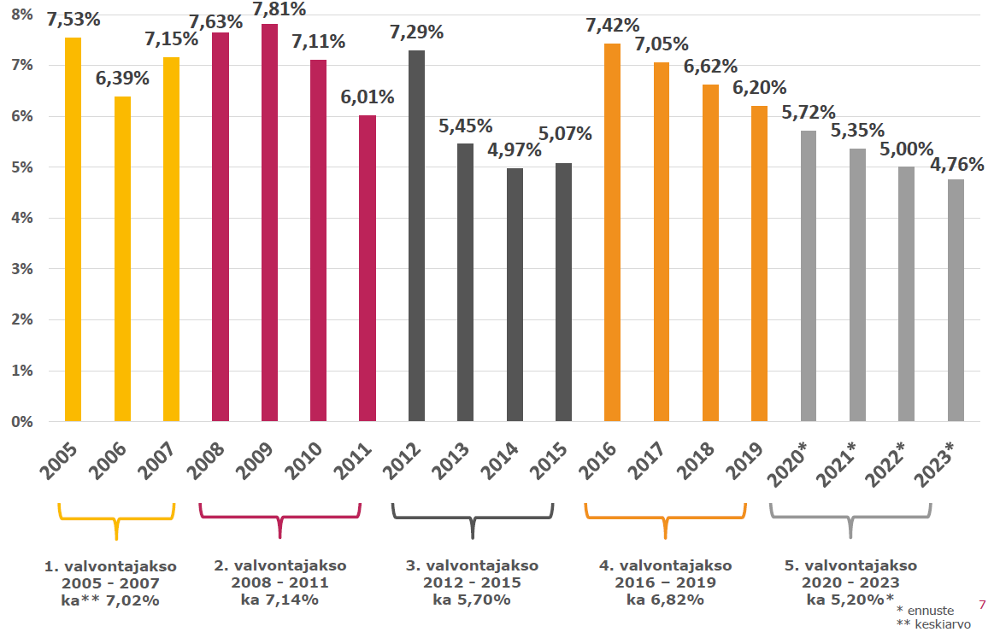 8%
7%
6%
5%
4%
3%
2%
1%
0%
7,53%
6,39%
7,15%
7,63%
7,81%
7,11%
6,01%
7,29%
5,45%
4,97%
5,07%
7,42%
7,05%
6,62%
6,20%
5,72%
5,35%
5,00%
4,76%
2005
2006
2007
2008
2009
2010
2011
2012
2013
2014
2015
2016
2017
2018
2019
2020*
2021*
2022*
2023*
1. valvontajakso
2005 - 2007
ka** 7,02%
2. valvontajakso
2008 - 2011
ka 7,14%
3. valvontajakso
2012 - 2015
ka 5,70%
4. valvontajakso
2016 – 2019
ka 6,82%
5. valvontajakso
2020 - 2023
ka 5,20%*
* ennuste
** keskiarvo
7